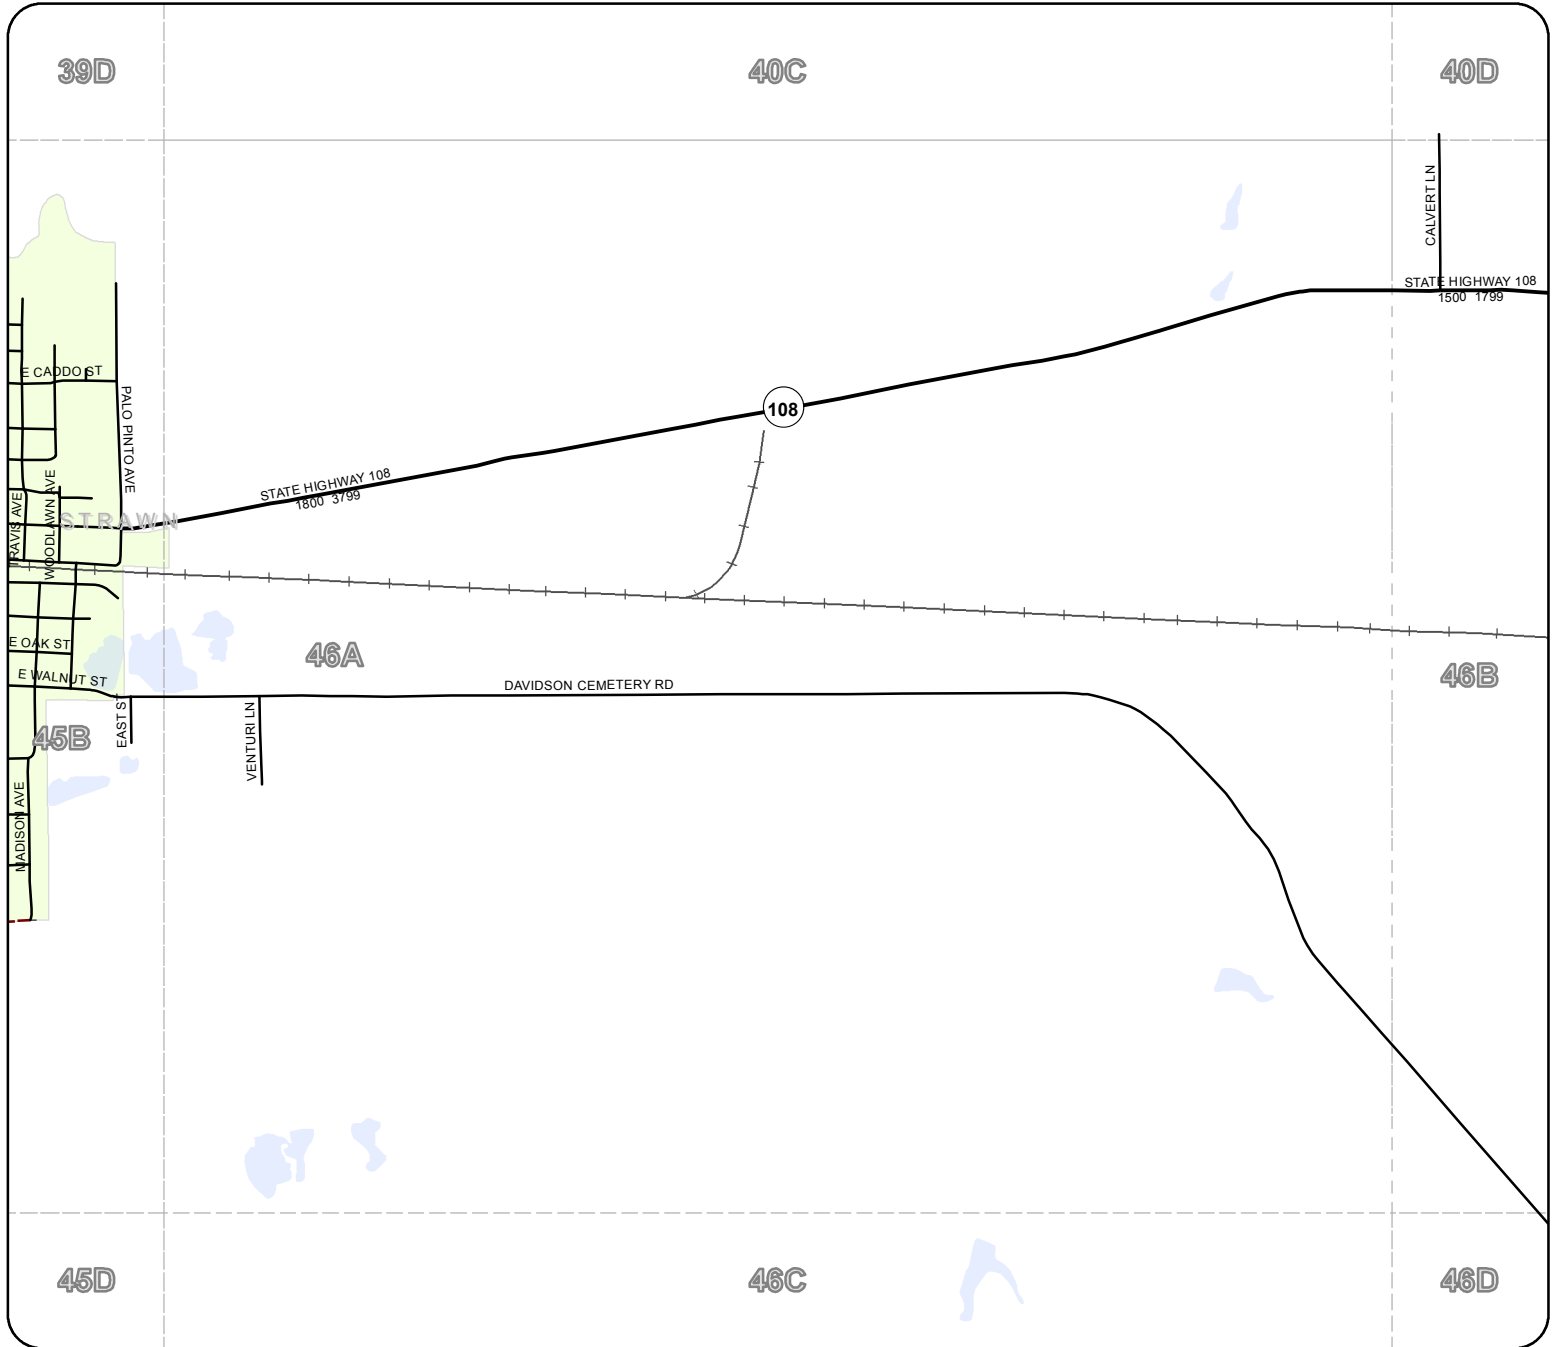 39D
40C
40D
CALVERT LN
STATE HIGHWAY 108
1500 1799
E CADDO ST
PALO PINTO AVE
108
STATE HIGHWAY 108
1800 3799
WOODLAWN AVE
TRAVIS AVE
STRAWN
E OAK ST
46A
46B
E WALNUT ST
DAVIDSON CEMETERY RD
EAST ST
VENTURI LN
45B
MADISON AVE
45D
46C
46D